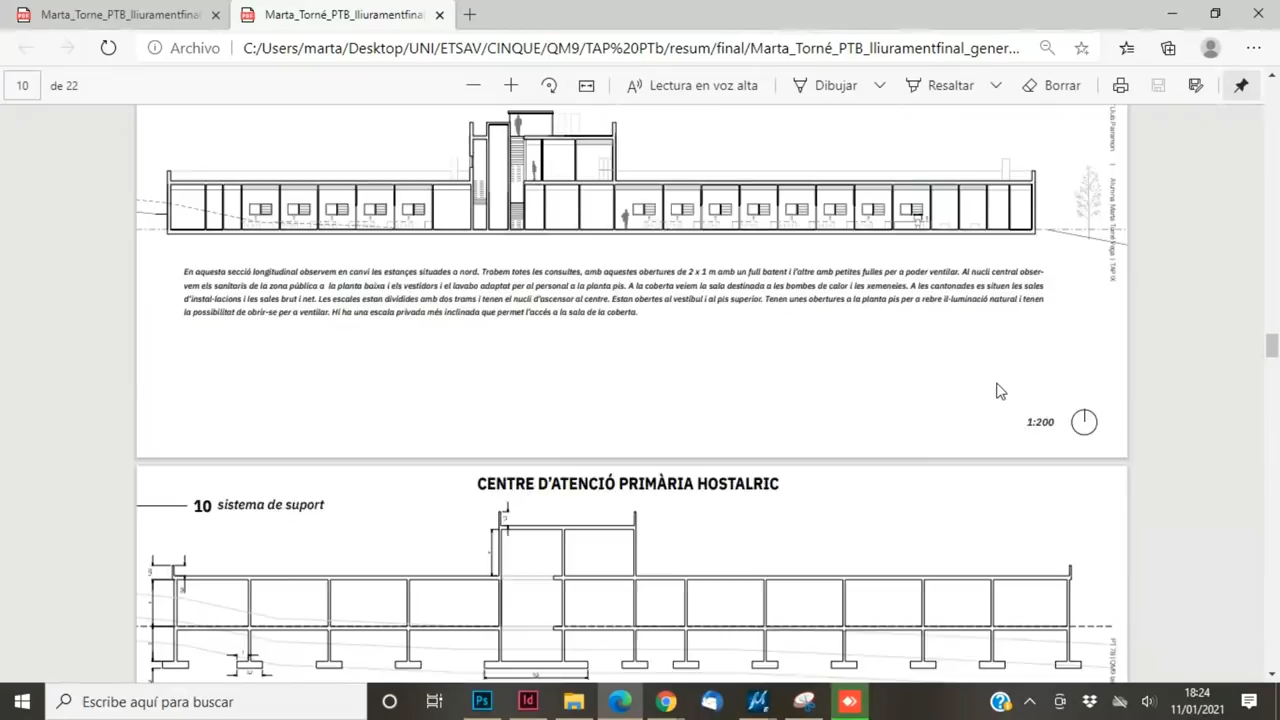 Marta_Torne_PTB_lliuramentfinal
Marta_Torné_PTB_lliuramentfinal
Archivo
C:/Users/marta/Desktop/UNI/ETSAV/CINQUE/QM9/TAP%20PTb/resum/final/Marta_Torné_PTB_lliuramentfinal_gener...
10 de 22
Lectura en voz alta
Dibujar
Resaltar
Borrar
En aquesta secció longitudinal observem en canvi les estançes situades a nord. Trobem totes les consultes, amb aquestes obertures de 2 x 1 m amb un full batent i l'altre amb petites fulles per a poder ventilar. Al nucli central obser-
vem els sanitaris de la zona pública a la planta baixa i els vestidors i el lavabo adaptat per al personal a la planta pis. A la coberta veiem la sala destinada a les bombes de calor i les xemeneies. A les cantonades es situen les sales
d'instal·lacions i les sales brut i net. Les escales estan dividides amb dos trams i tenen el nucli d'ascensor al centre. Estan obertes al vestíbul i al pis superior. Tenen unes obertures a la planta pis per a rebre il·luminació natural i tenen
la possibilitat de obrir-se per a ventilar. Hi ha una escala privada més inclinada que permet l'accés a la sala de la coberta.
1:200
CENTRE D'ATENCIÓ PRIMÀRIA HOSTALRIC
10 sistema de suport
Escribe aquí para buscar
18:24
11/01/2021